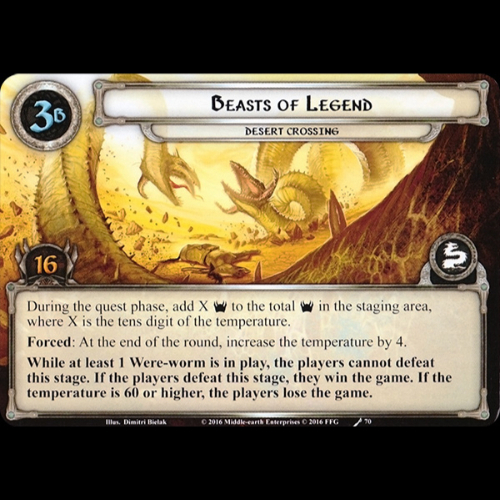 3B
BEASTS OF LEGEND
DESERT CROSSING
16
During the quest phase, add X to the total in the staging area,
where X is the tens digit of the temperature.
Forced: At the end of the round, increase the temperature by 4.
While at least 1 Were-worm is in play, the players cannot defeat
this stage. If the players defeat this stage, they win the game. If the
temperature is 60 or higher, the players lose the game.
Illus. Dimitri Bielak © 2016 Middle-earth Enterprises © 2016 FFG 70